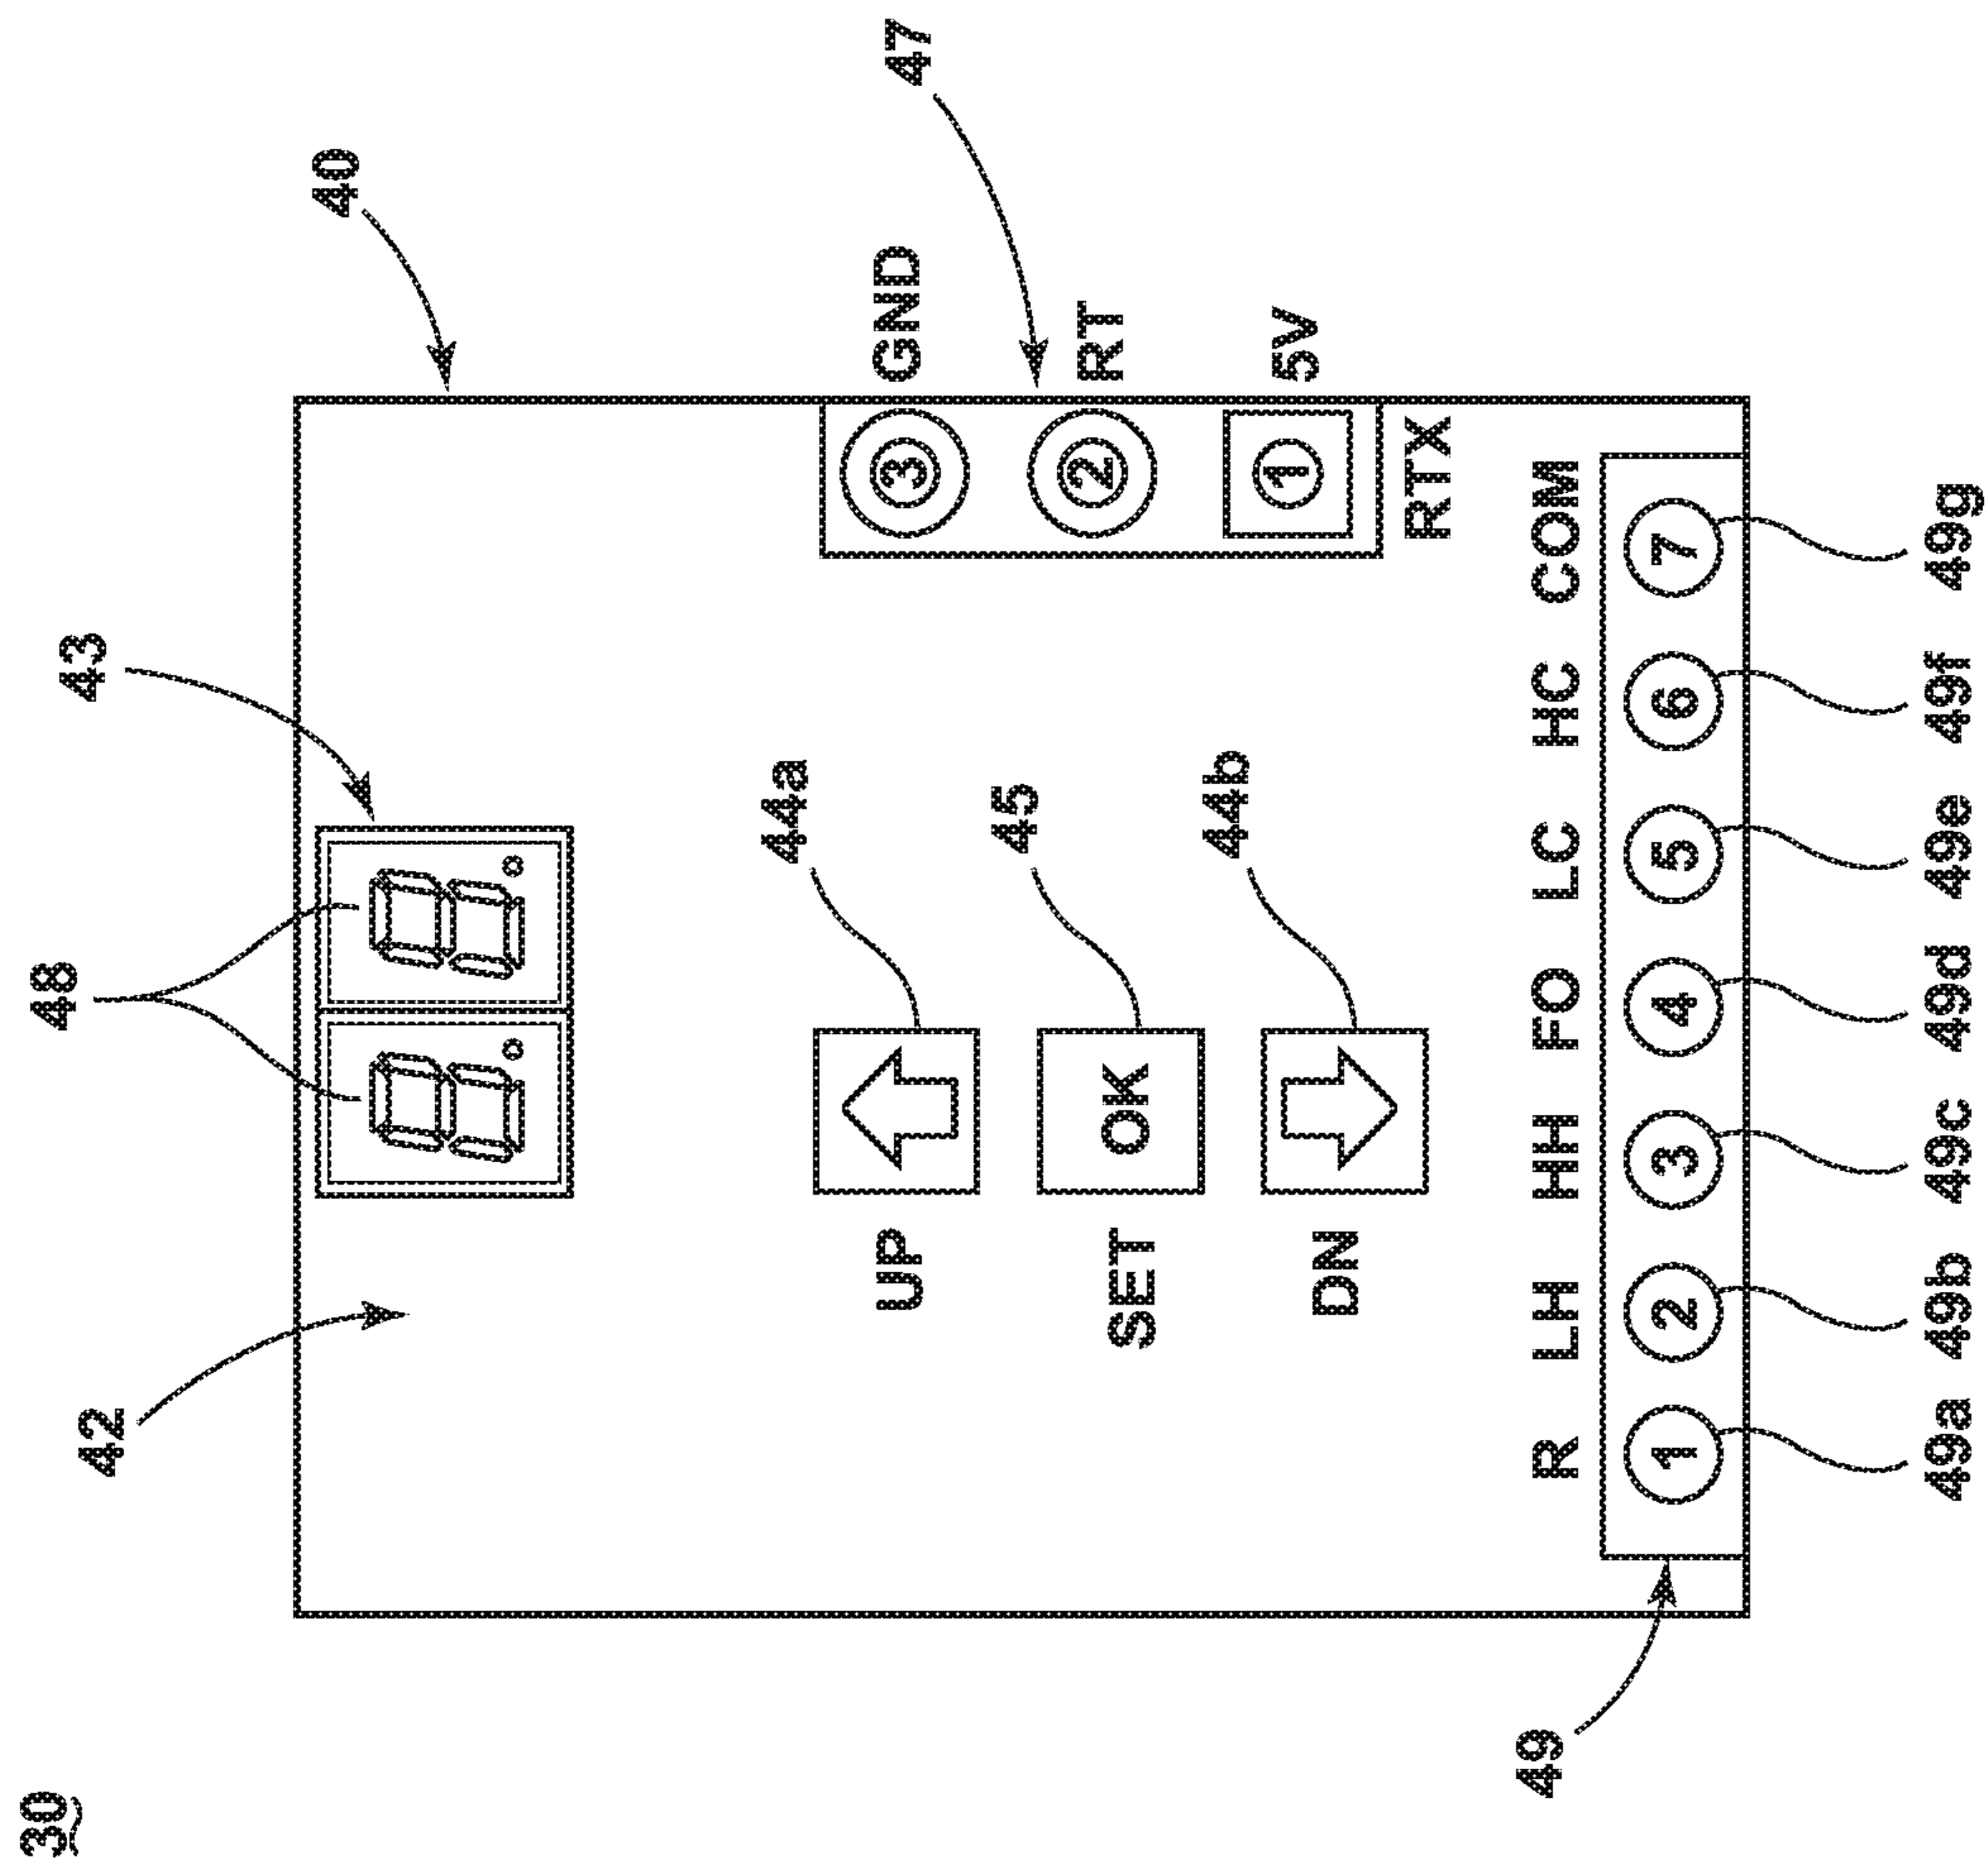 30
42
48
43
40
47
8.
8.
UP
44a
SET
OK
45
DN
44b
3
GND
2
RT
1
5V
RTX
R LH HH FO LC HC COM
1 2 3 4 5 6 7
49
49a 49b 49c 49d 49e 49f 49g